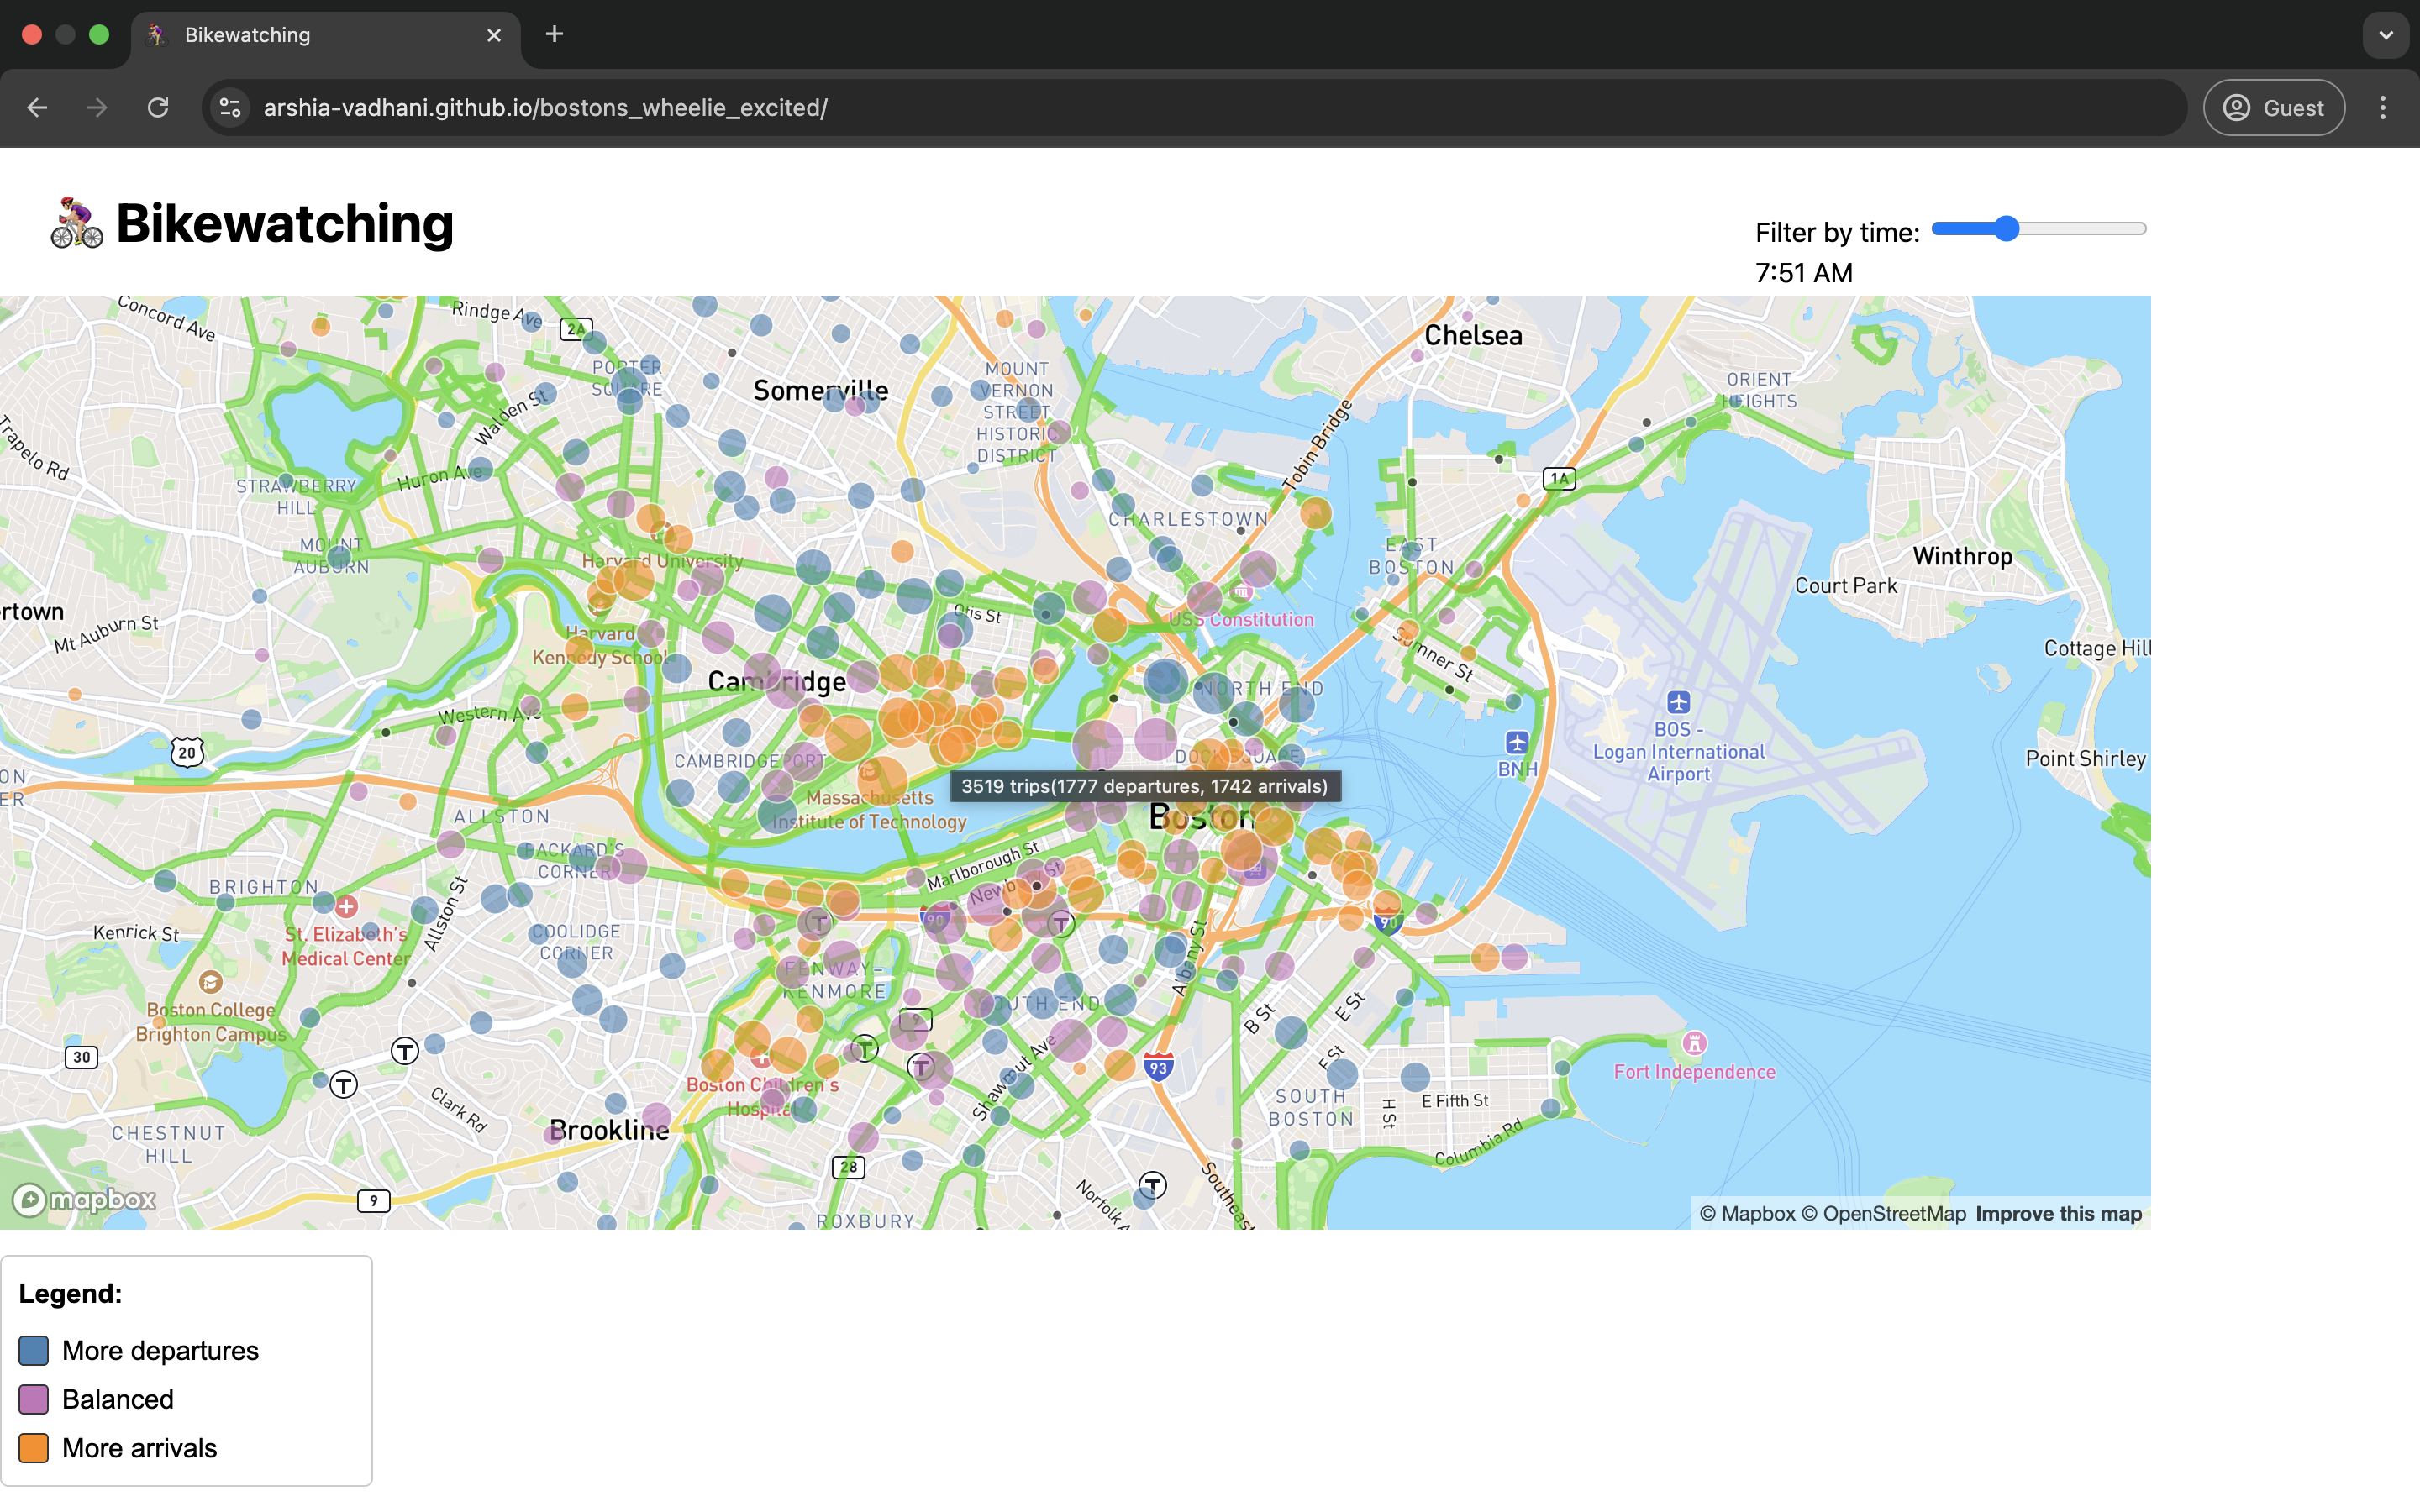 Bikewatching
arshia-vadhani.github.io/bostons_wheelie_excited/
Guest
Bikewatching
Filter by time:
7:51 AM
Concord Ave
Rindge Ave
2A
PORTER
SQUARE
Somerville
MOUNT
VERNON
STREET
HISTORIC
DISTRICT
Chelsea
ORIENT
HEIGHTS
Trapelo Rd
Walden St
Huron Ave
STRAWBERRY
HILL
Tobin Bridge
1A
CHARLESTOWN
MOUNT
AUBURN
Harvard University
EAST
BOSTON
Winthrop
Court Park
rtown
Mt Auburn St
Otis St
USS Constitution
Harvard
Kennedy School
Sumner St
Cottage Hill
Cambridge
NORTH END
Western Ave
20
BOS -
Logan International
Airport
BNH
Point Shirley
CAMBRIDGEPORT
DOCK SQUARE
ON
ER
3519 trips(1777 departures, 1742 arrivals)
Massachusetts
Institute of Technology
Boston
ALLSTON
PACKARD'S
CORNER
Marlborough St
Newbury St
BRIGHTON
Allston St
90
90
Kenrick St
St. Elizabeth's
Medical Center
COOLIDGE
CORNER
Albany St
FENWAY-
KENMORE
SOUTH END
Boston College
Brighton Campus
9
B St
E St
F St
30
T
T
T
T
T
T
T
93
Shawmut Ave
Fort Independence
Boston Children's
Hospital
Clark Rd
SOUTH
BOSTON
H St
E Fifth St
Brookline
CHESTNUT
HILL
Columbia Rd
28
Norfolk A
Southeast
9
ROXBURY
mapbox
© Mapbox © OpenStreetMap Improve this map
Legend:
More departures
Balanced
More arrivals